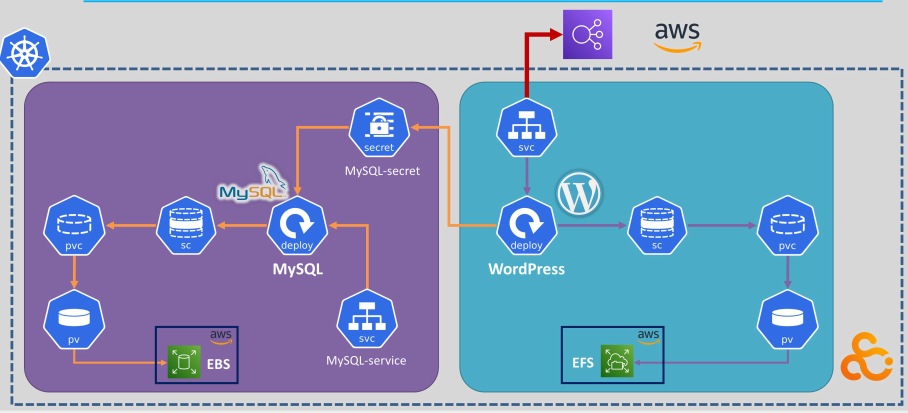 aws
secret
MySQL-secret
svc
MySQL
W
pvc
sc
deploy
MySQL
deploy
WordPress
sc
pvc
pv
aws
EBS
svc
MySQL-service
EFS
aws
pv